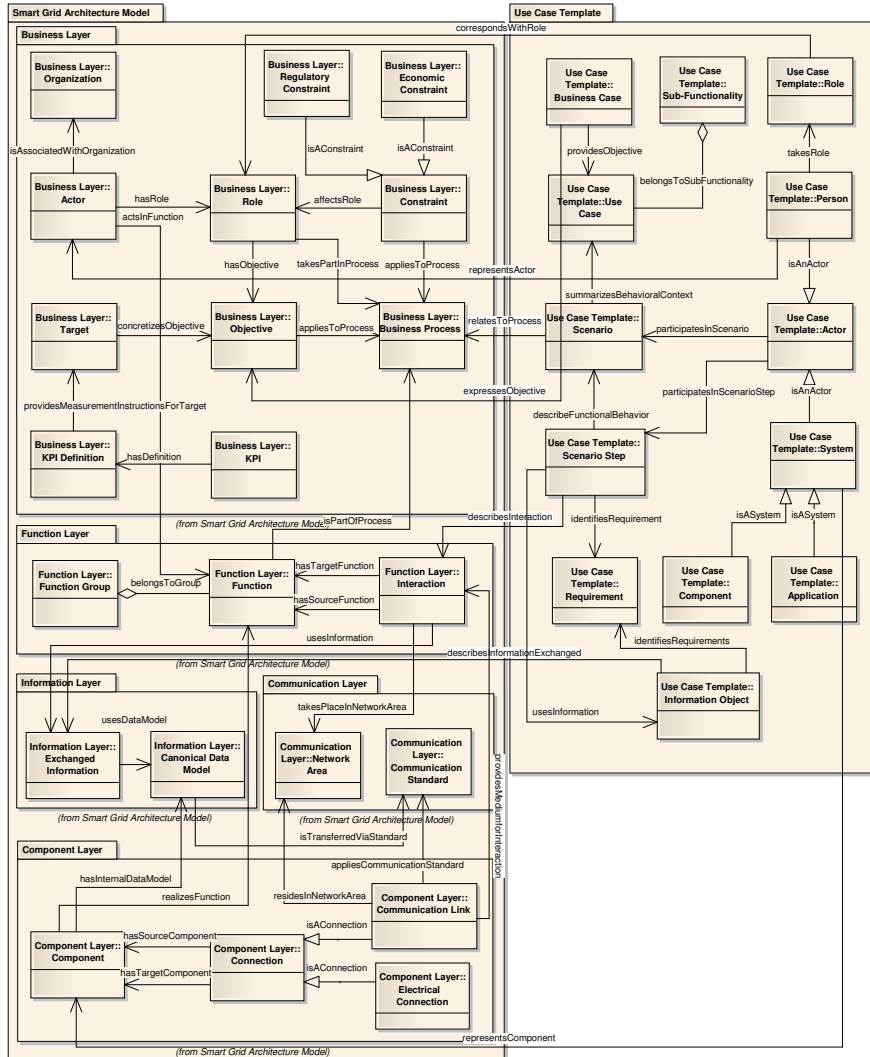 Smart Grid Architecture Model
Use Case Template
Business Layer
correspondsWithRole
Business Layer::
Organization
Business Layer::
Regulatory
Constraint
Business Layer::
Economic
Constraint
Use Case
Template::
Business Case
Use Case
Template::
Sub-Functionality
Use Case
Template::Role
isAssociatedWithOrganization
isAConstraint
isAConstraint
providesObjective
belongsToSubFunctionality
takesRole
Business Layer::
Actor
hasRole
actsInFunction
Business Layer::
Role
affectsRole
Business Layer::
Constraint
Use Case
Template::Use
Case
Use Case
Template::Person
hasObjective
takesPartInProcess
appliesToProcess
representsActor
isAnActor
summarizesBehavioralContext
Business Layer::
Target
concretizesObjective
Business Layer::
Objective
appliesToProcess
Business Layer::
Business Process
relatesToProcess
Use Case Template::
Scenario
participatesInScenario
Use Case
Template::Actor
expressesObjective
participatesInScenarioStep
isAnActor
providesMeasurementInstructionsForTarget
describeFunctionalBehavior
Business Layer::
KPI Definition
hasDefinition
Business Layer::
KPI
Use Case Template::
Scenario Step
Use Case
Template::System
(from Smart Grid Architecture Model)
isPartOfProcess
describesInteraction
identifiesRequirement
isASystem
isASystem
Function Layer
Function Layer::
Function Group
belongsToGroup
Function Layer::
Function
hasTargetFunction
hasSourceFunction
Function Layer::
Interaction
Use Case
Template::
Requirement
Use Case
Template::
Component
Use Case
Template::
Application
usesInformation
identifiesRequirements
describesInformationExchanged
(from Smart Grid Architecture Model)
Information Layer
Communication Layer
Use Case Template::
Information Object
usesInformation
takesPlaceInNetworkArea
usesDataModel
Information Layer::
Exchanged
Information
Information Layer::
Canonical Data
Model
Communication
Layer::Network
Area
Communication
Layer::
Communication
Standard
providesMediumforInteraction
(from Smart Grid Architecture Model)
(from Smart Grid Architecture Model)
isTransferredViaStandard
Component Layer
appliesCommunicationStandard
hasInternalDataModel
realizesFunction
residesInNetworkArea
Component Layer::
Communication Link
isAConnection
Component Layer::
Component
hasSourceComponent
hasTargetComponent
Component Layer::
Connection
isAConnection
Component Layer::
Electrical
Connection
representsComponent
(from Smart Grid Architecture Model)